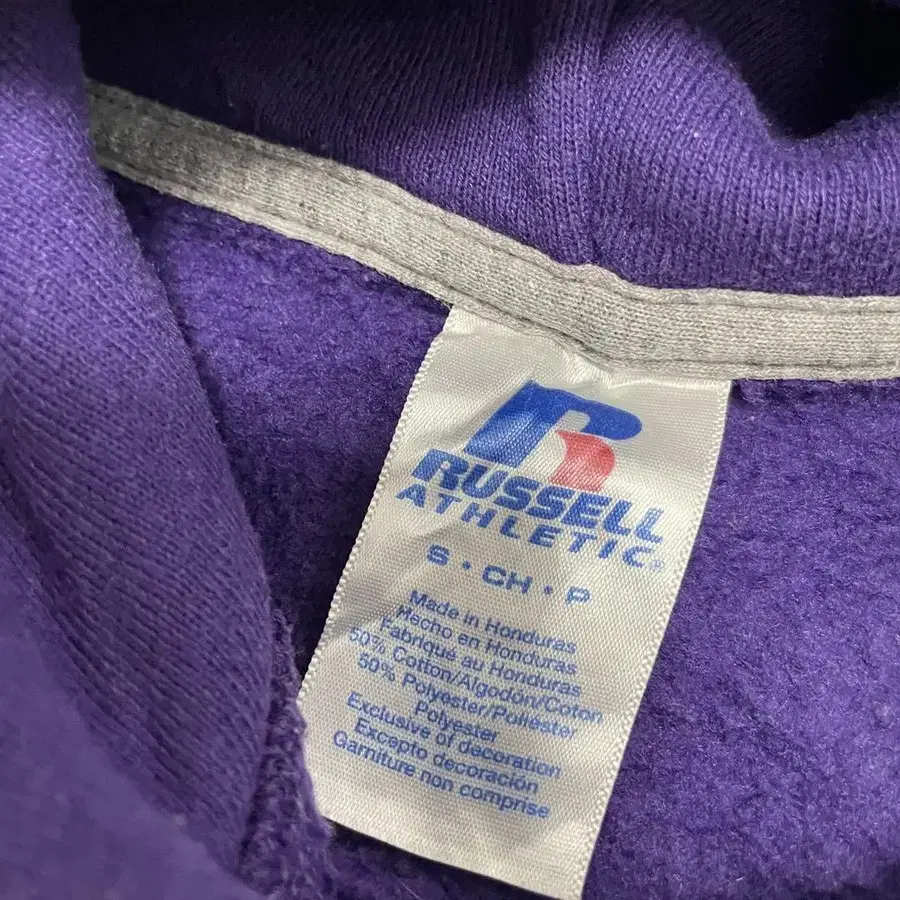 R
RUSSELL
ATHLETIC®
S • CH • P
Made in Honduras
Hecho en Honduras
Fabriqué au Honduras
50% Cotton/Algodón/Coton
50% Polyester/Poliéster
Polyester
Exclusive of decoration
Excepto decoración
Garniture non comprise